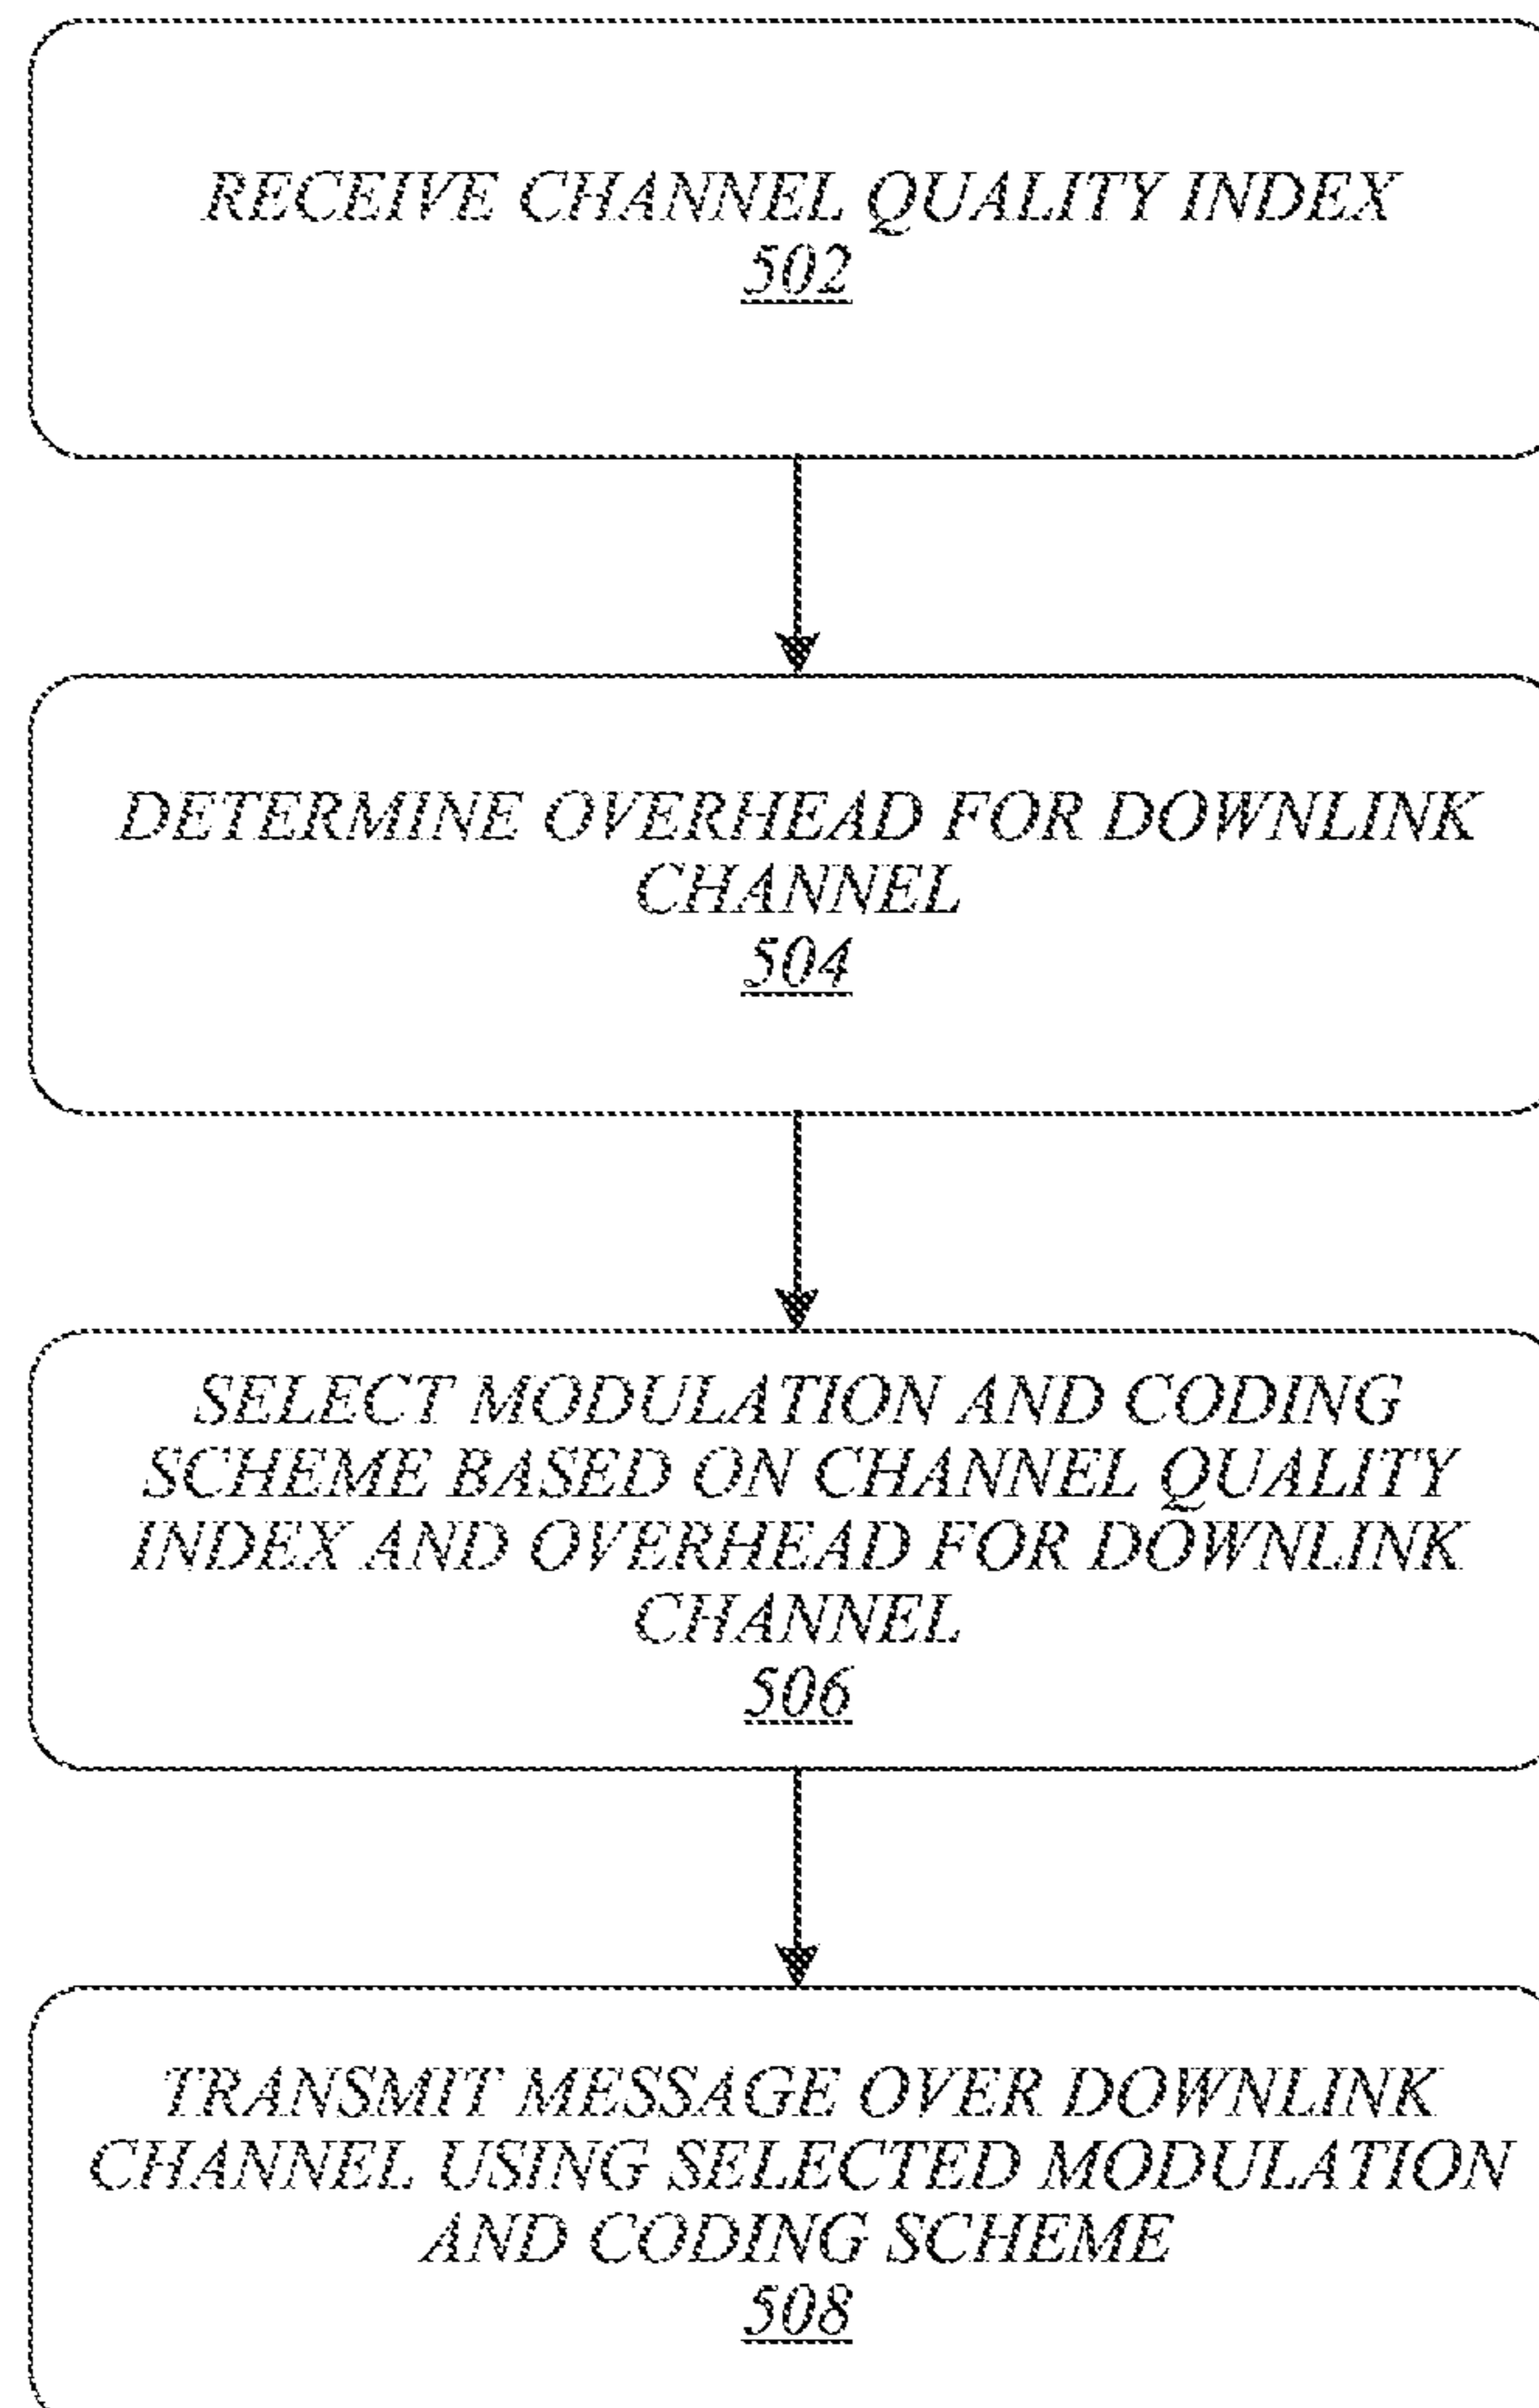 RECEIVE CHANNEL QUALITY INDEX
502
DETERMINE OVERHEAD FOR DOWNLINK
CHANNEL
504
SELECT MODULATION AND CODING
SCHEME BASED ON CHANNEL QUALITY
INDEX AND OVERHEAD FOR DOWNLINK
CHANNEL
506
TRANSMIT MESSAGE OVER DOWNLINK
CHANNEL USING SELECTED MODULATION
AND CODING SCHEME
508